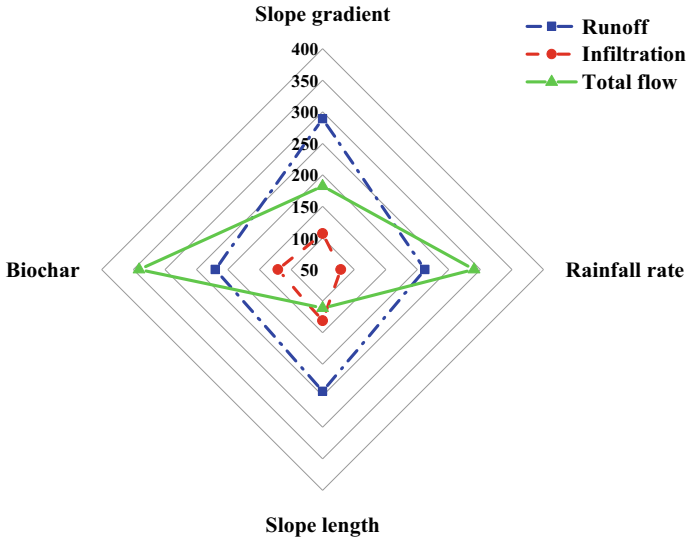 Slope gradient
Runoff
Infiltration
Total flow
400
350
300
250
200
150
100
50
Biochar
Rainfall rate
Slope length